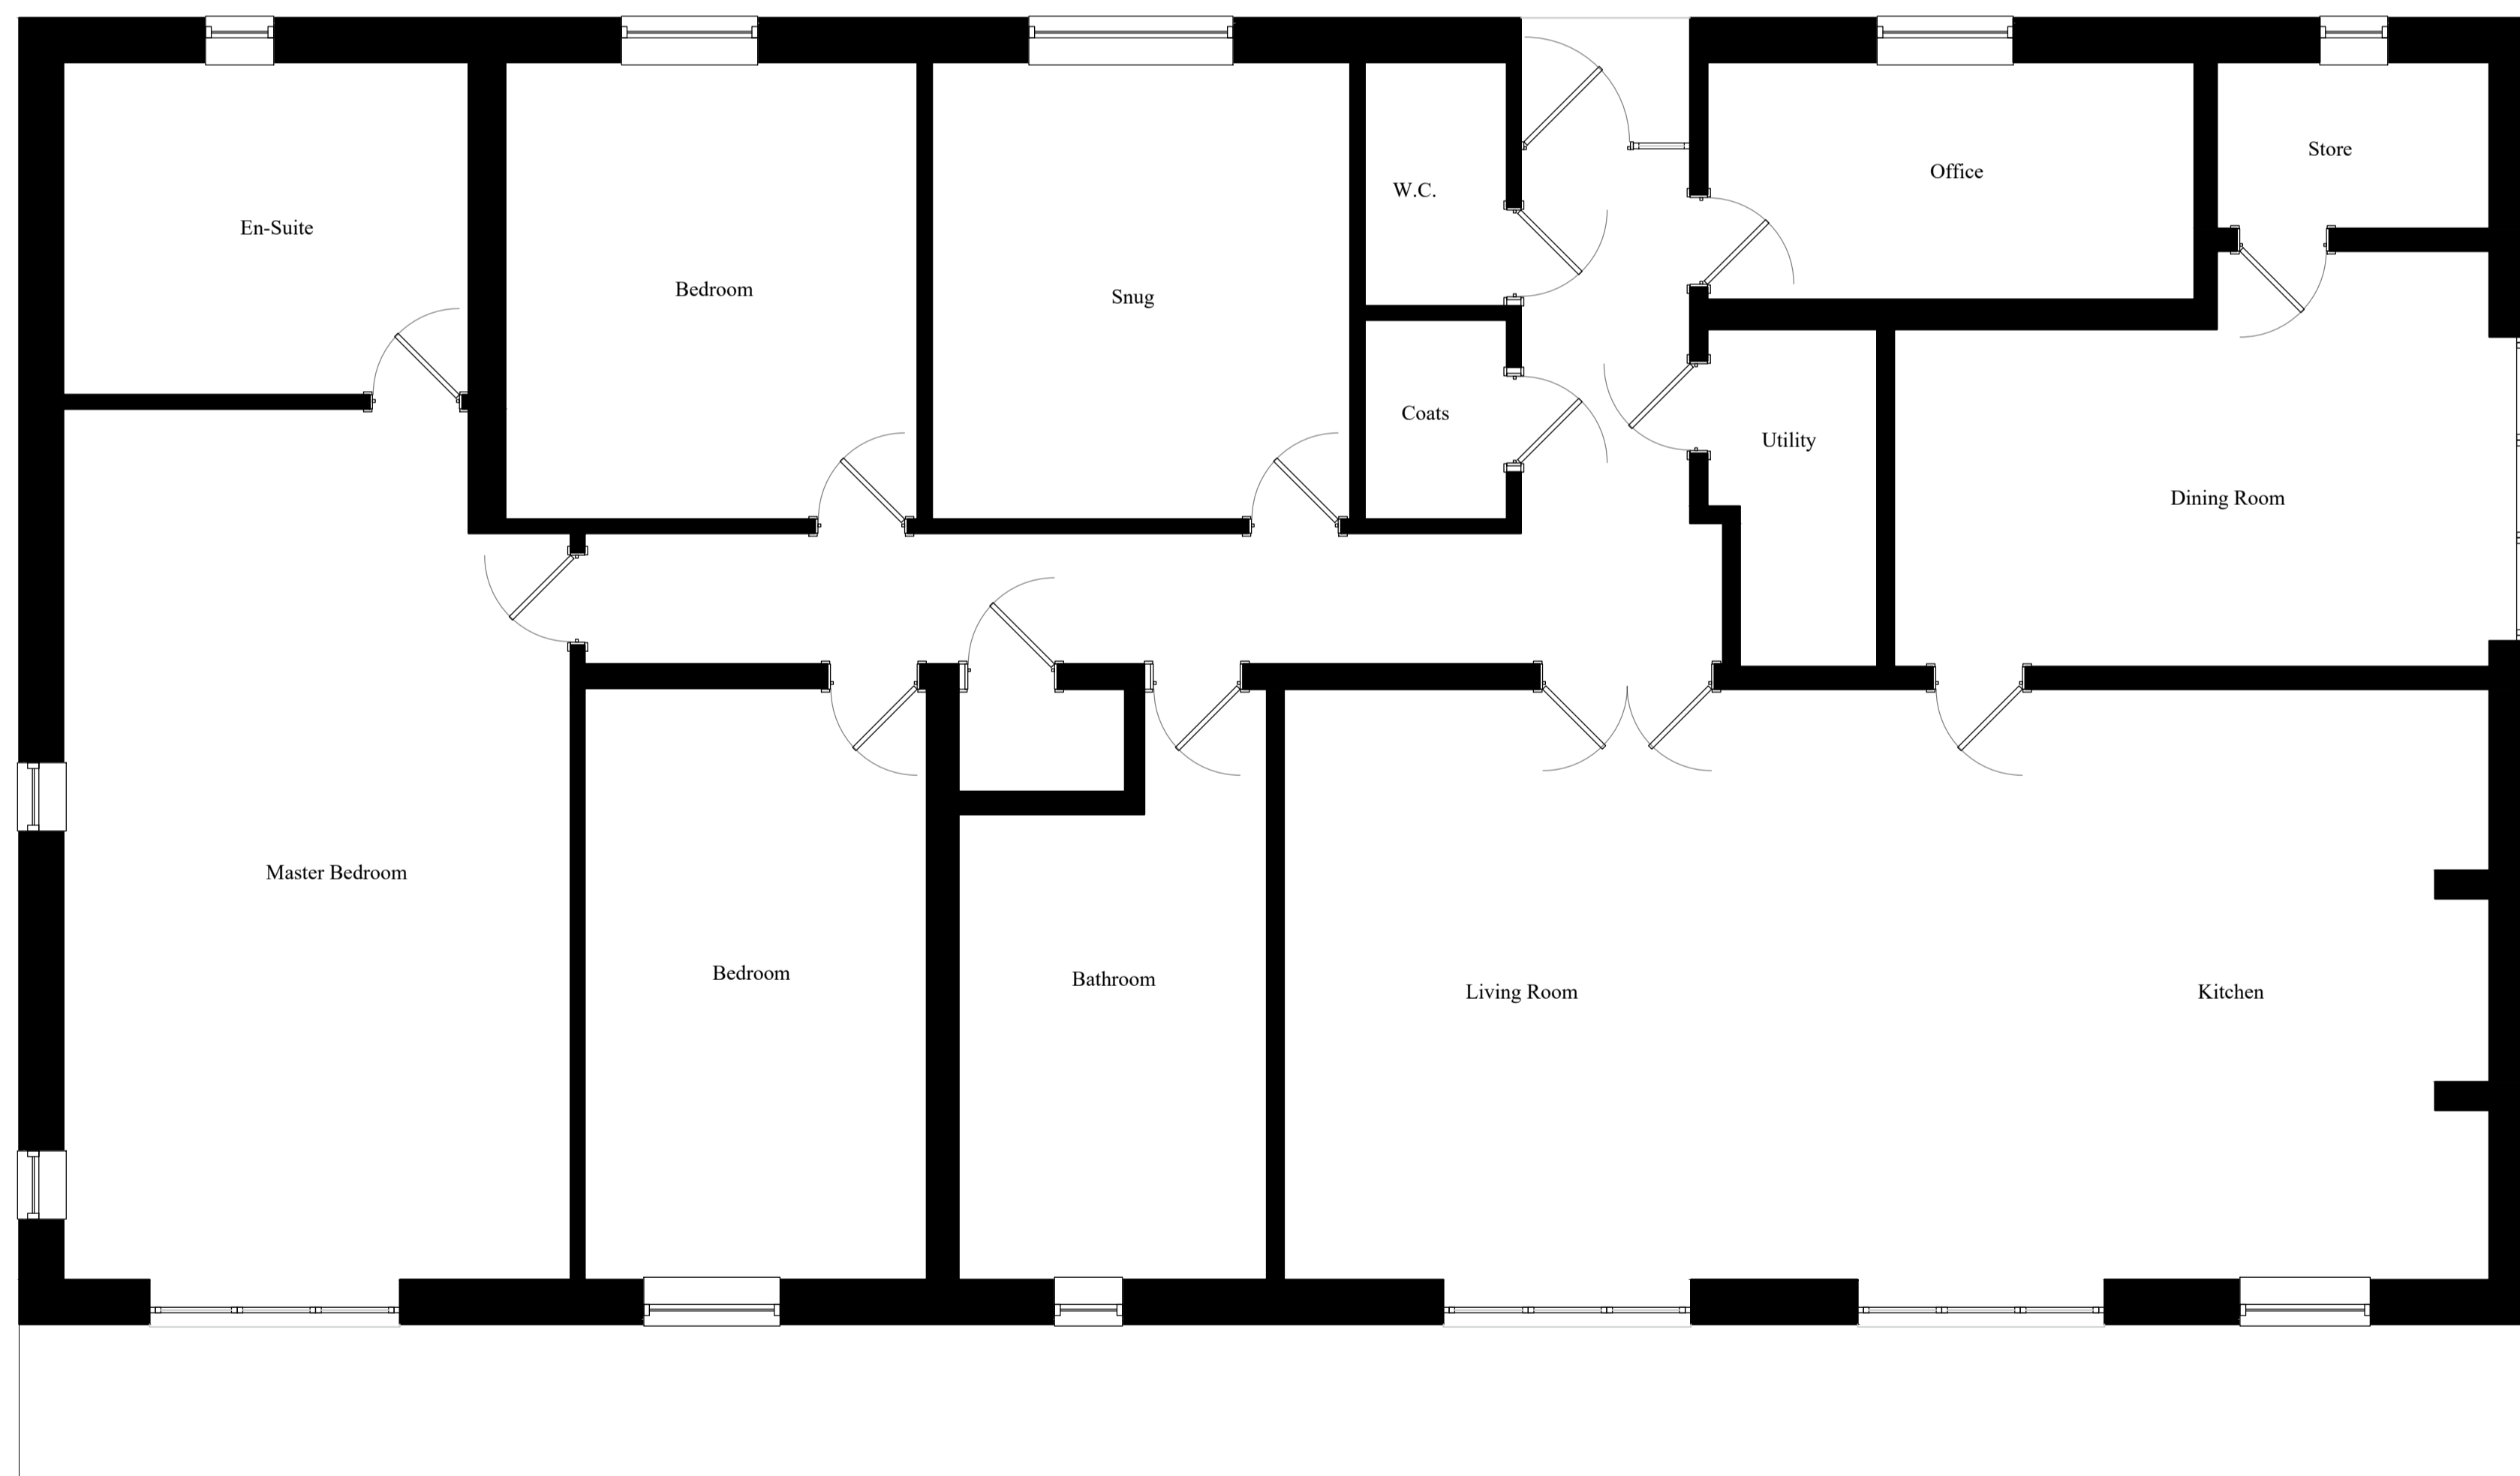 Store
Office
W.C.
En-Suite
Bedroom
Snug
Coats
Utility
Dining Room
Master Bedroom
Bedroom
Bathroom
Living Room
Kitchen